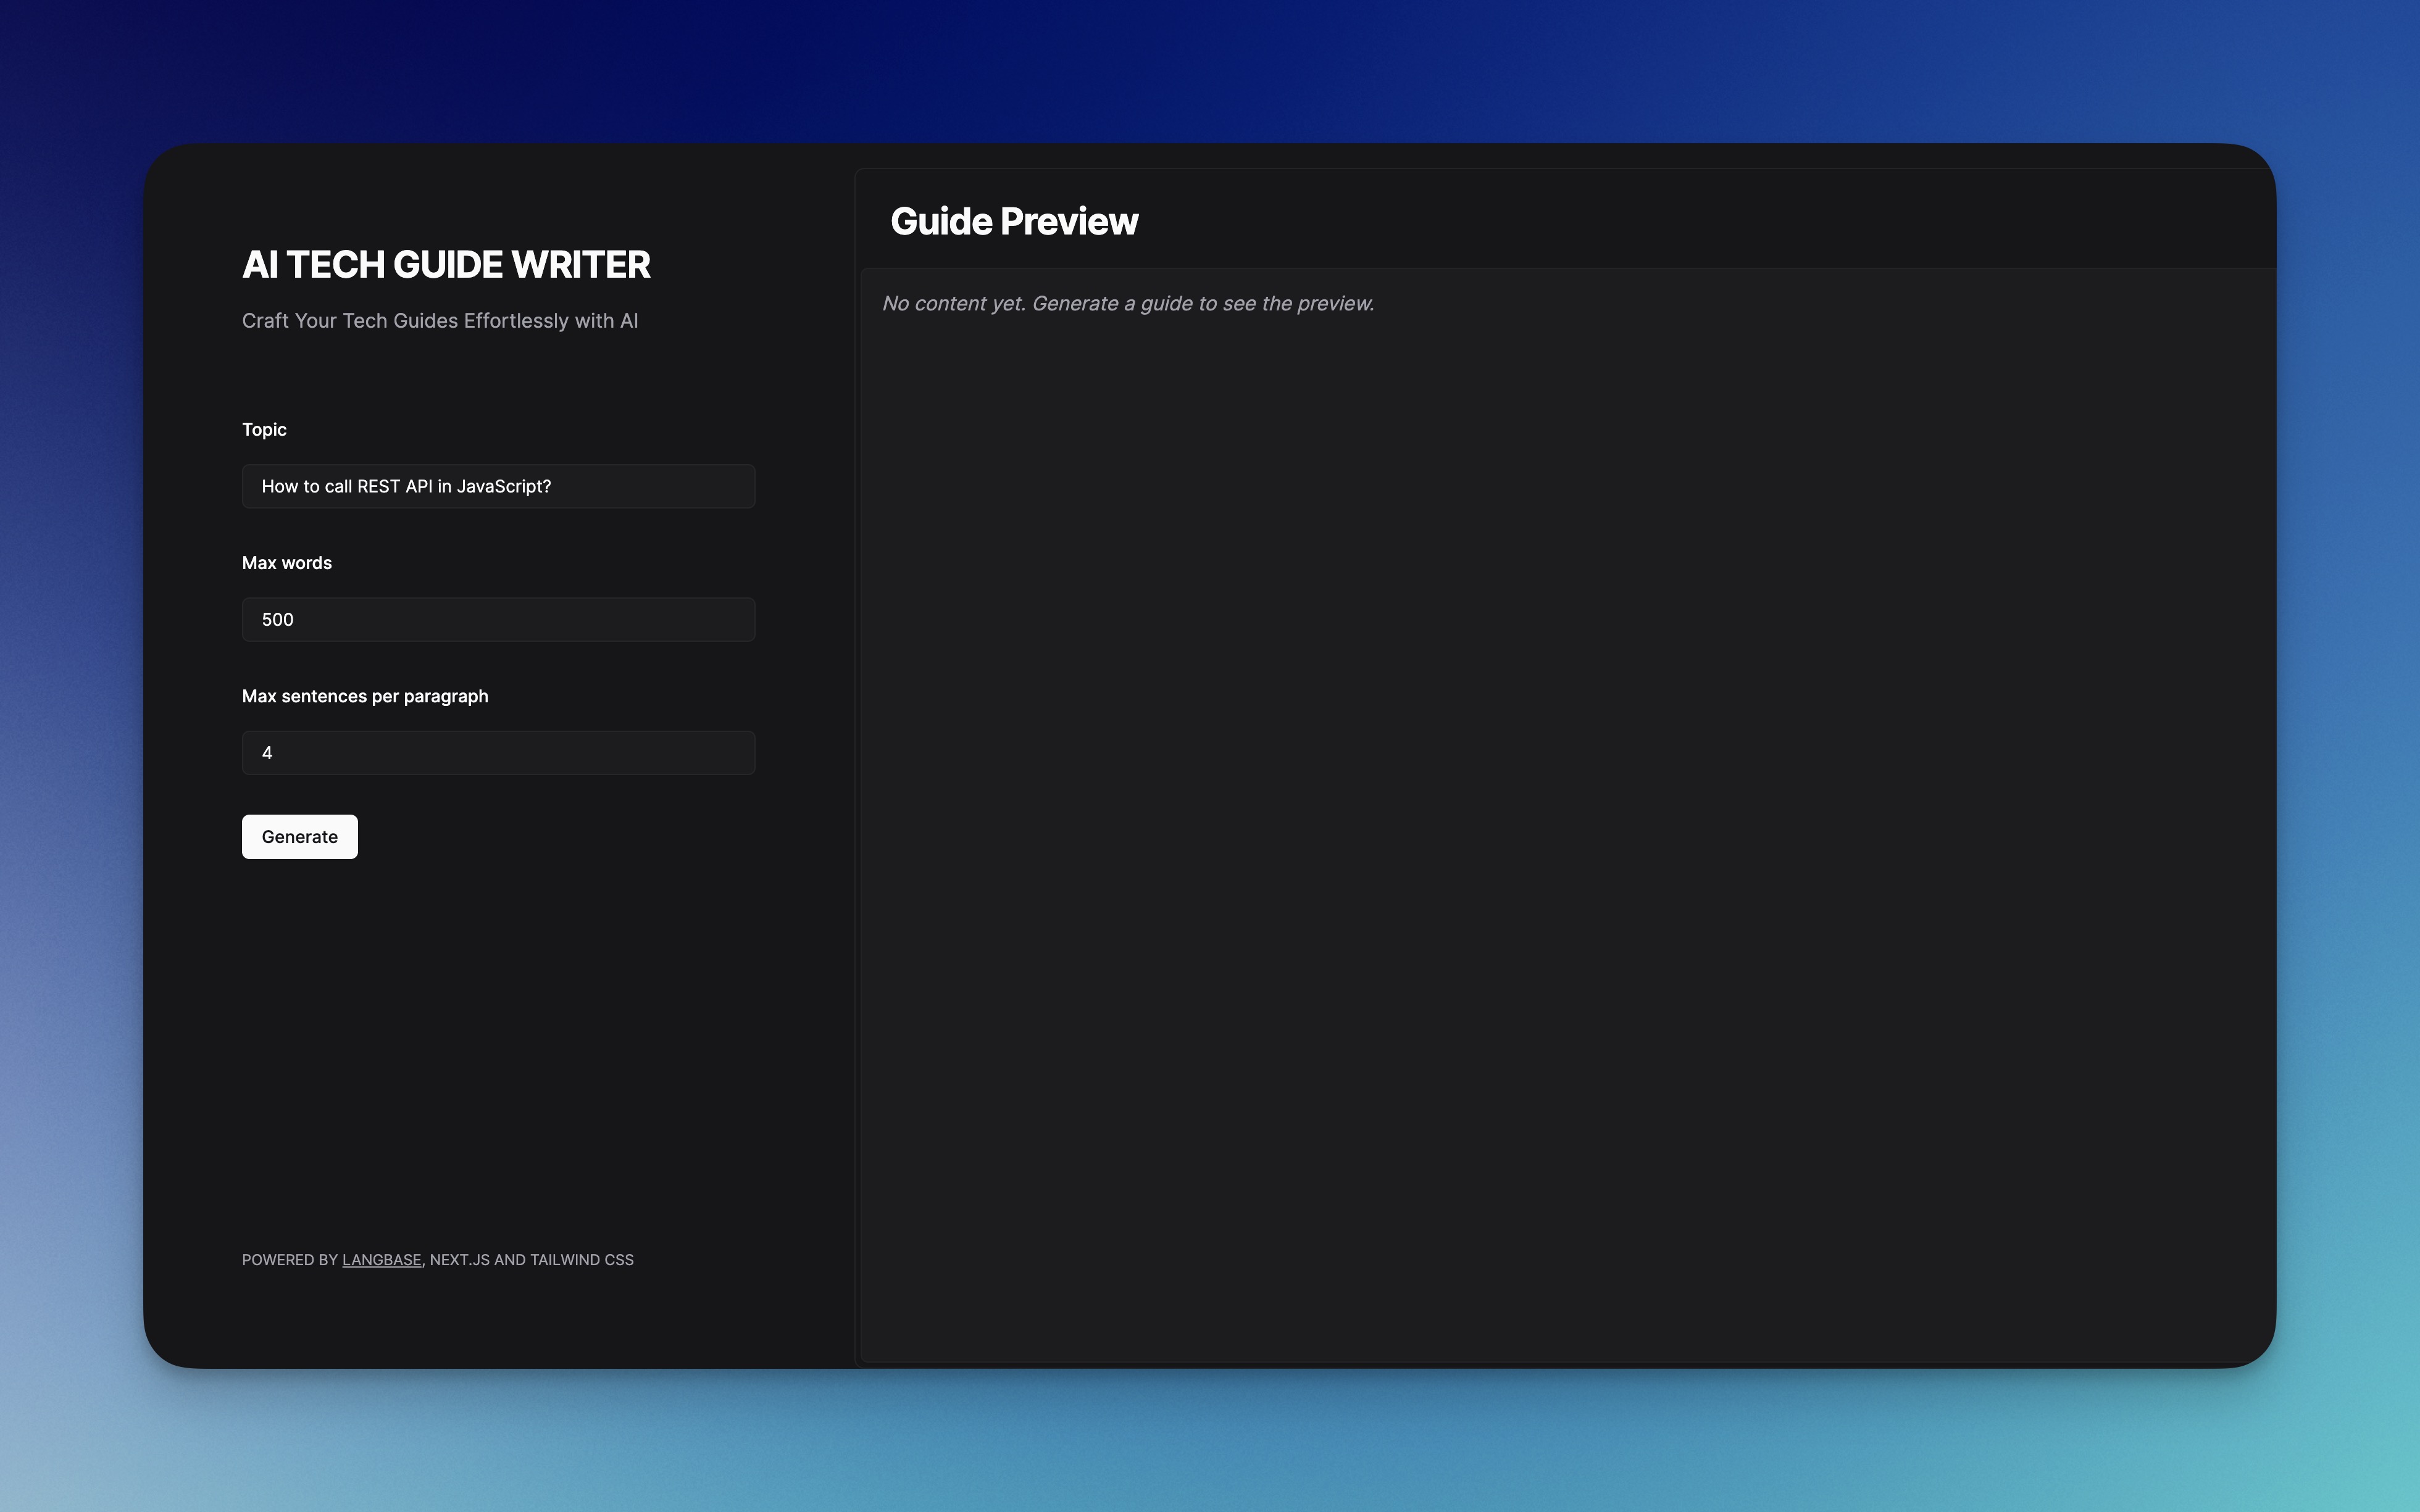 AI TECH GUIDE WRITER
Craft Your Tech Guides Effortlessly with AI
Topic
How to call REST API in JavaScript?
Max words
500
Max sentences per paragraph
4
Generate
POWERED BY LANGBASE, NEXT.JS AND TAILWIND CSS
Guide Preview
No content yet. Generate a guide to see the preview.